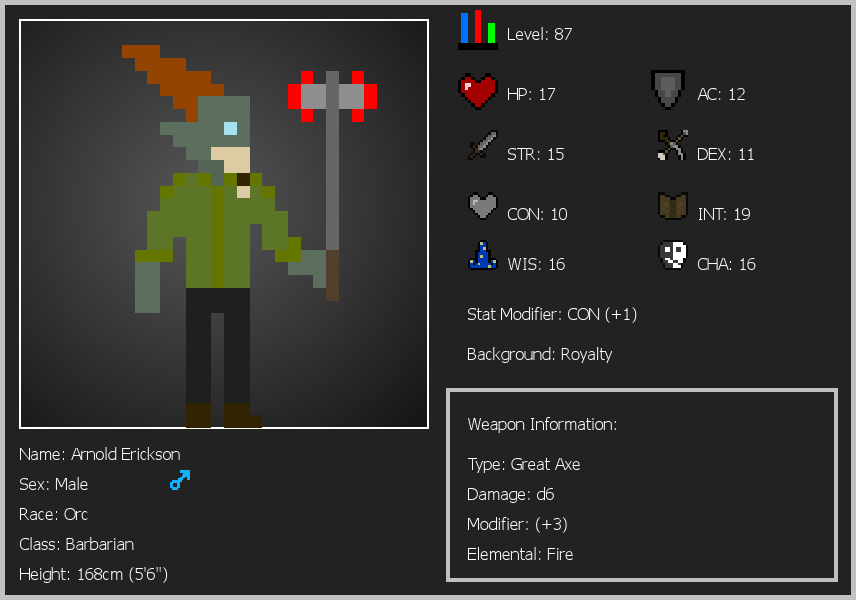 Level: 87
HP: 17
AC: 12
STR: 15
DEX: 11
CON: 10
INT: 19
WIS: 16
CHA: 16
Stat Modifier: CON (+1)
Background: Royalty
Weapon Information:
Type: Great Axe
Damage: d6
Modifier: (+3)
Elemental: Fire
Name: Arnold Erickson
Sex: Male
Race: Orc
Class: Barbarian
Height: 168cm (5'6")